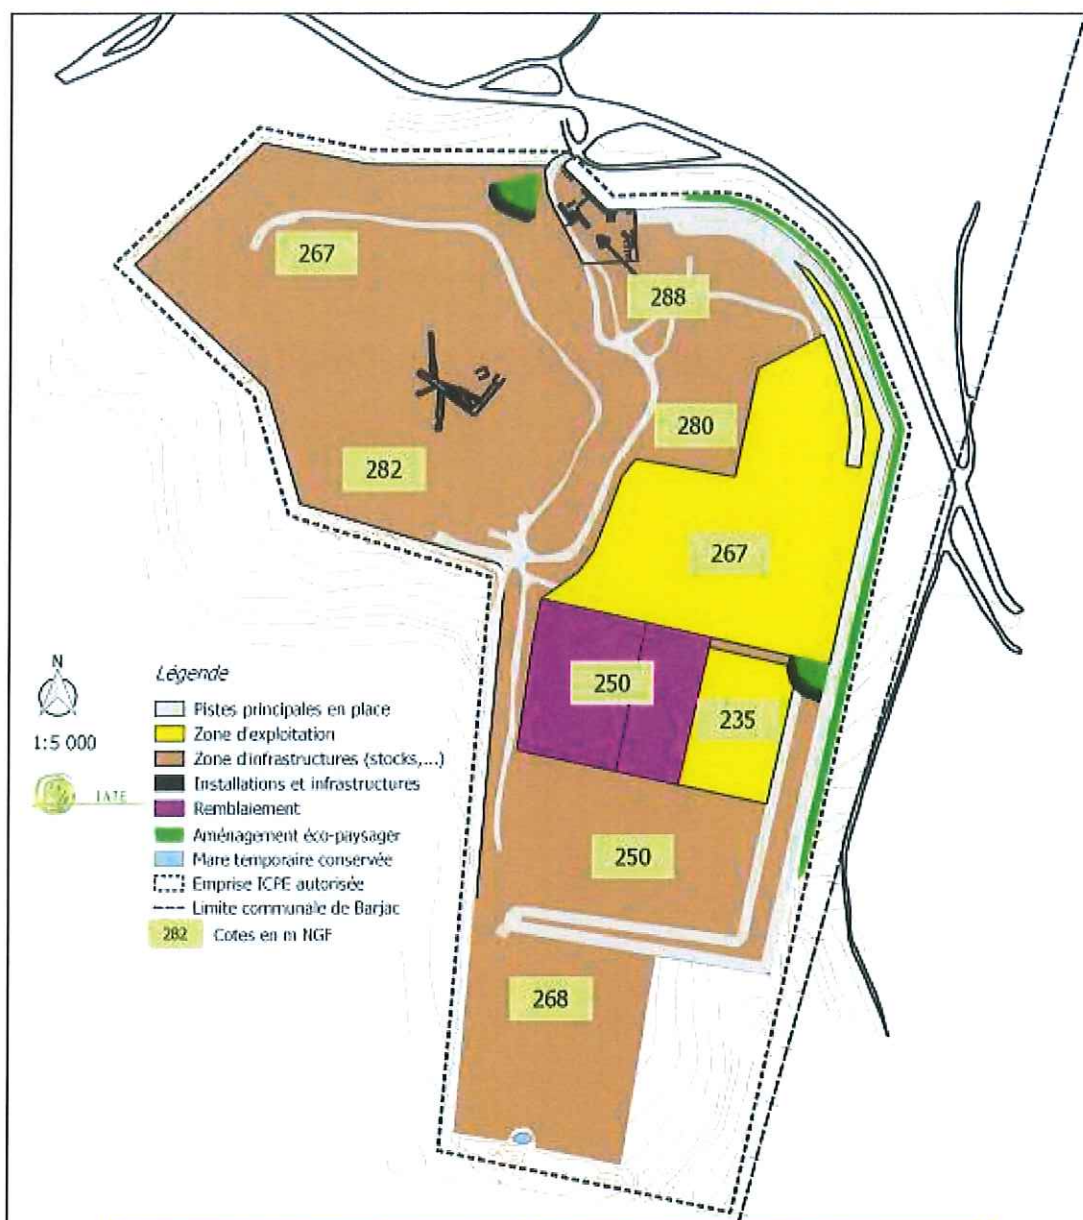 267
288
280
282
267
250
235
250
268
N
1:5 000
Légende
Pistes principales en place
Zone d'exploitation
Zone d'infrastructures (stocks,...)
Installations et infrastructures
Remblaiement
Aménagement éco-paysager
Mare temporaire conservée
Emprise ICPE autorisée
Limite communale de Barjac
282 Cotes en m NGF